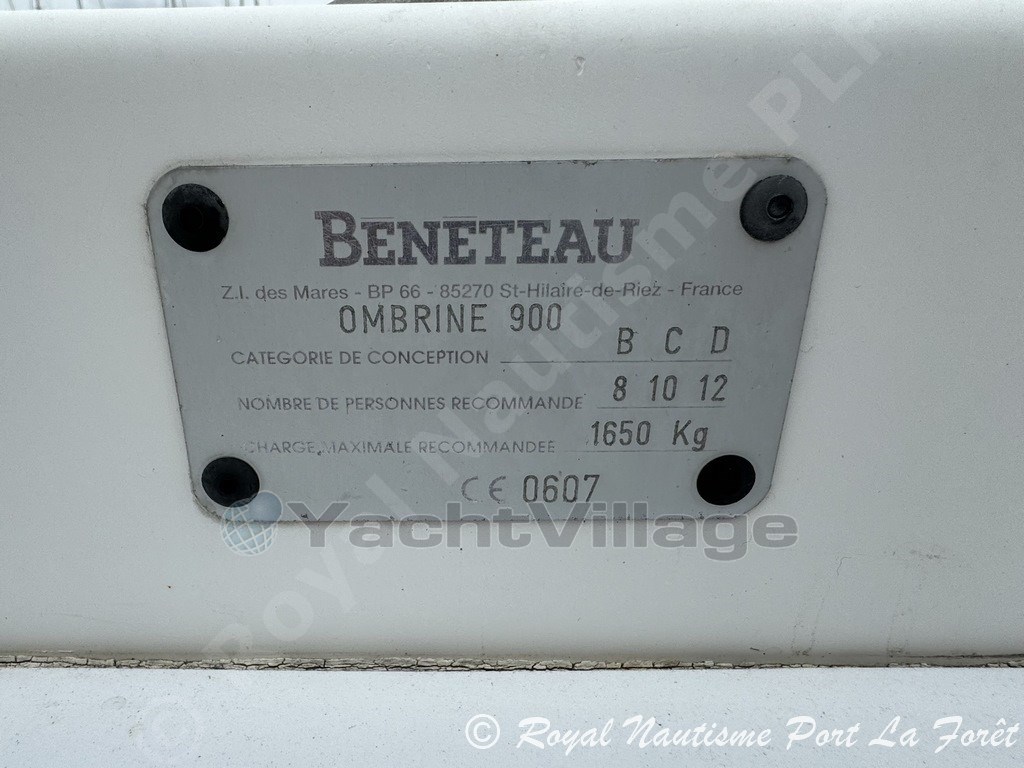 BENETEAU
Z.I. des Mares - BP 66 - 85270 St-Hilaire-de-Riez - France
OMBRINE 900
CATEGORIE DE CONCEPTION B C D
NOMBRE DE PERSONNES RECOMMANDE 8 10 12
CHARGE MAXIMALE RECOMMANDEE 1650 Kg
CE 0607
YachtVillage
© Royal Nautisme PLF
© Royal Nautisme Port La Forêt